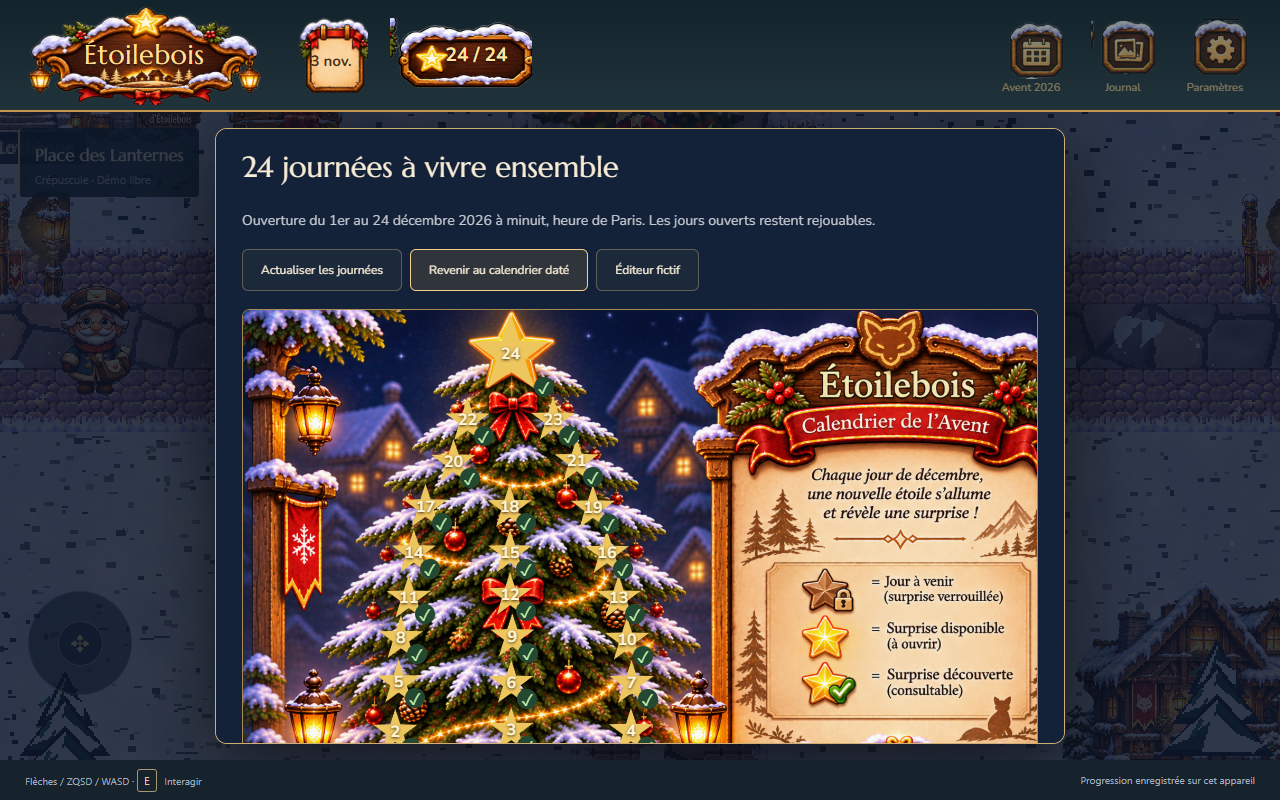 Étoilebois
3 nov.
24 / 24
Avent 2026
Journal
Paramètres
d'Étoilebois
Place des Lanternes
Crépuscule · Démo libre
24 journées à vivre ensemble
Ouverture du 1er au 24 décembre 2026 à minuit, heure de Paris. Les jours ouverts restent rejouables.
Actualiser les journées
Revenir au calendrier daté
Éditeur fictif
24
22 23
20 21
17 18 19
14 15 16
11 12 13
8 9 10
5 6 7
2 3 4
Étoilebois
Calendrier de l'Avent
Chaque jour de décembre,
une nouvelle étoile s'allume
et révèle une surprise !
= Jour à venir
(surprise verrouillée)
= Surprise disponible
(à ouvrir)
= Surprise découverte
(consultable)
Flèches / ZQSD / WASD · E Interagir
Progression enregistrée sur cet appareil